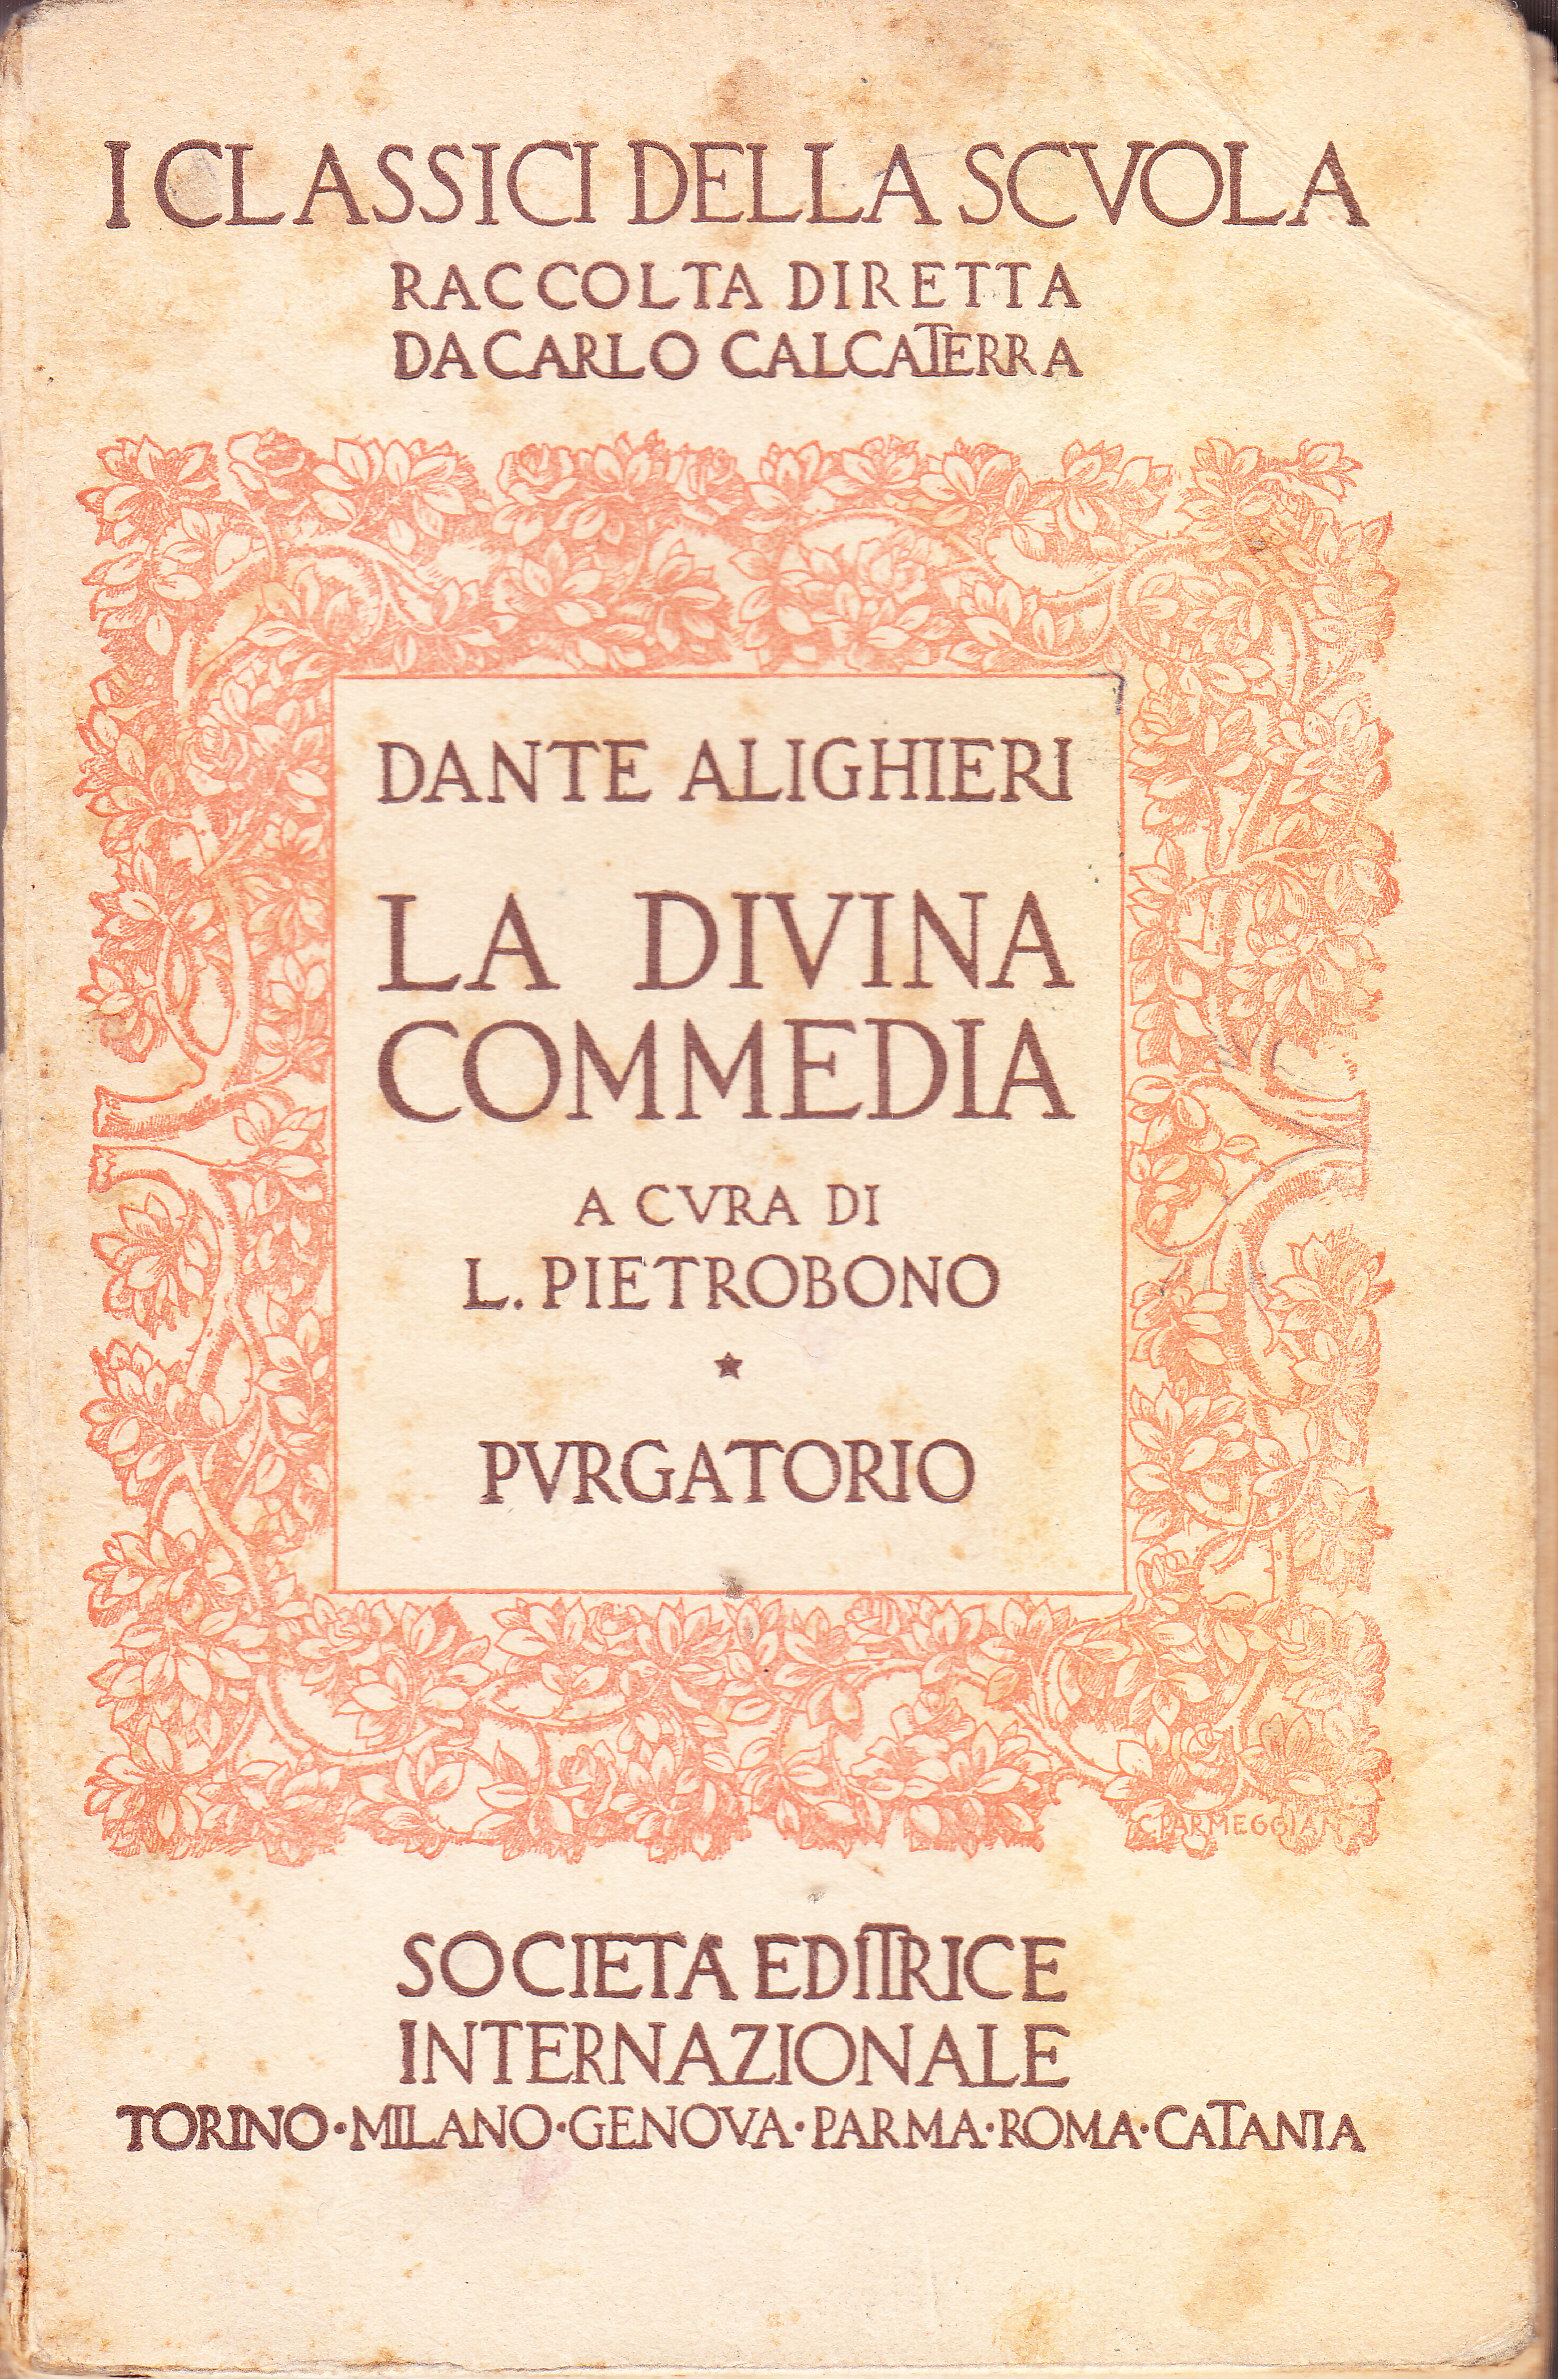 I CLASSICI DELLA SCVOLA
RACCOLTA DIRETTA
DA CARLO CALCATERRA
DANTE ALIGHIERI
LA DIVINA
COMMEDIA
A CVRA DI
L. PIETROBONO
★
PVRGATORIO
C. PARMEGGIANI
SOCIETÀ EDITRICE
INTERNAZIONALE
TORINO·MILANO·GENOVA·PARMA·ROMA·CATANIA